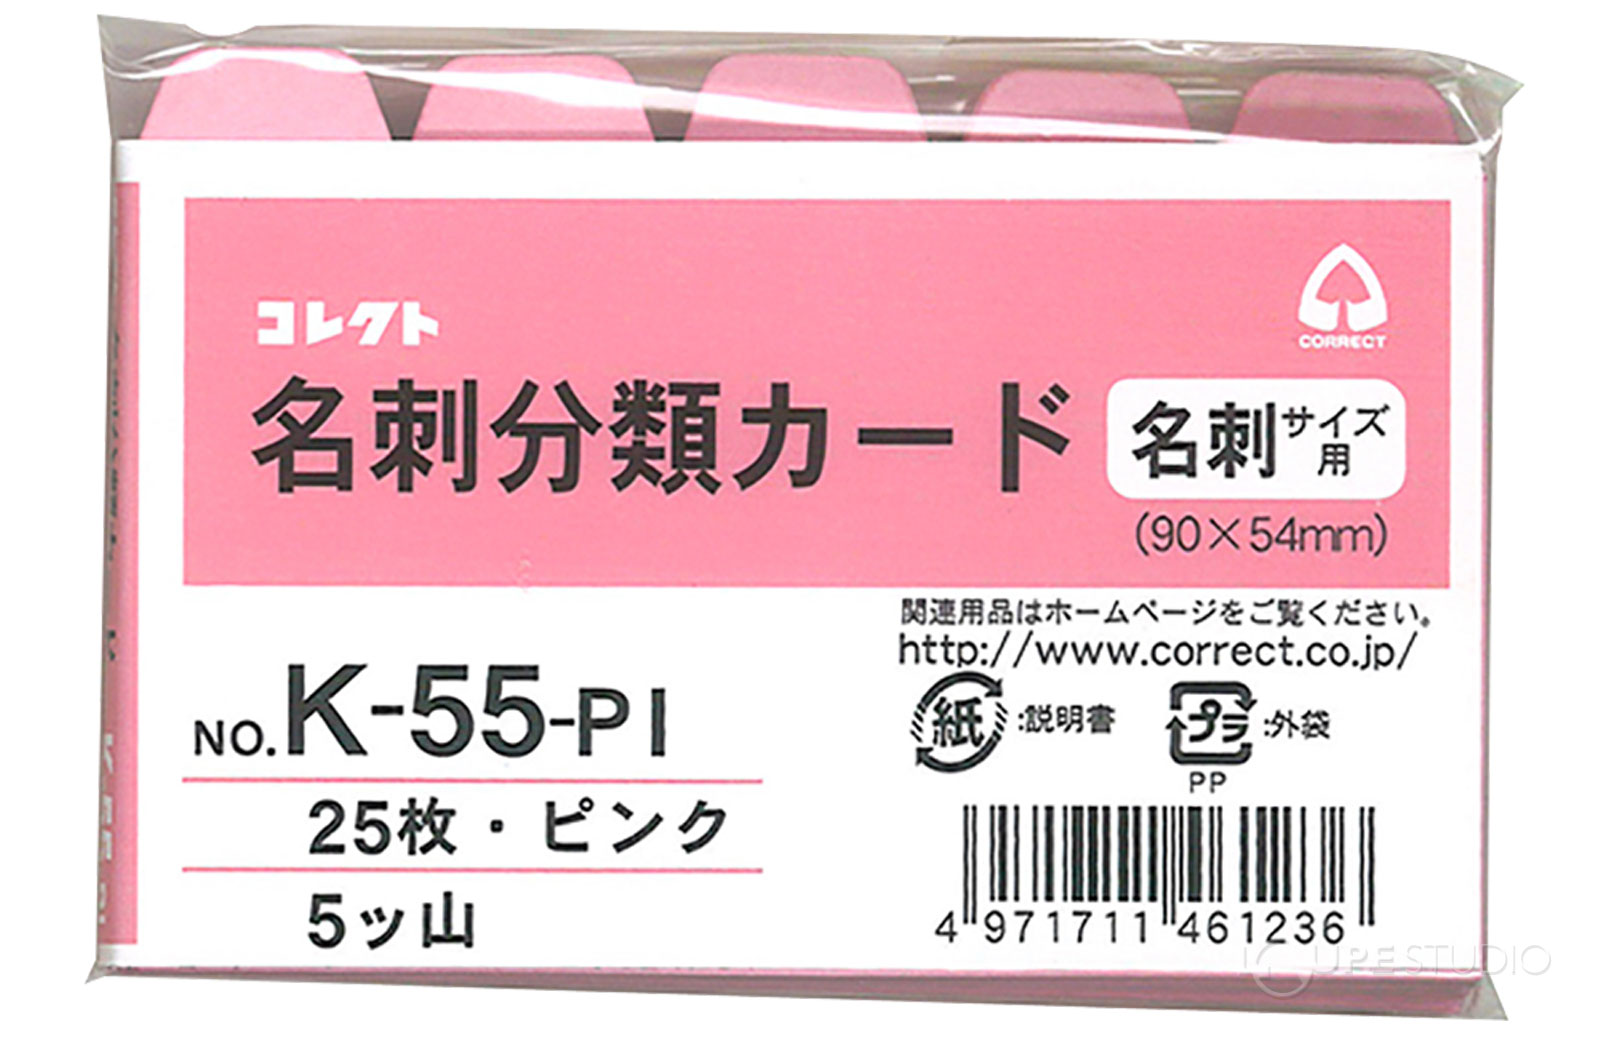 コレクト
CORRECT
名刺分類カード
名刺サイズ用
(90×54mm)
関連用品はホームページをご覧ください。
http://www.correct.co.jp/
NO.K-55-PI
紙:説明書
プラ:外袋
PP
25枚・ピンク
5ッ山
4 971711 461236
K-55-PI